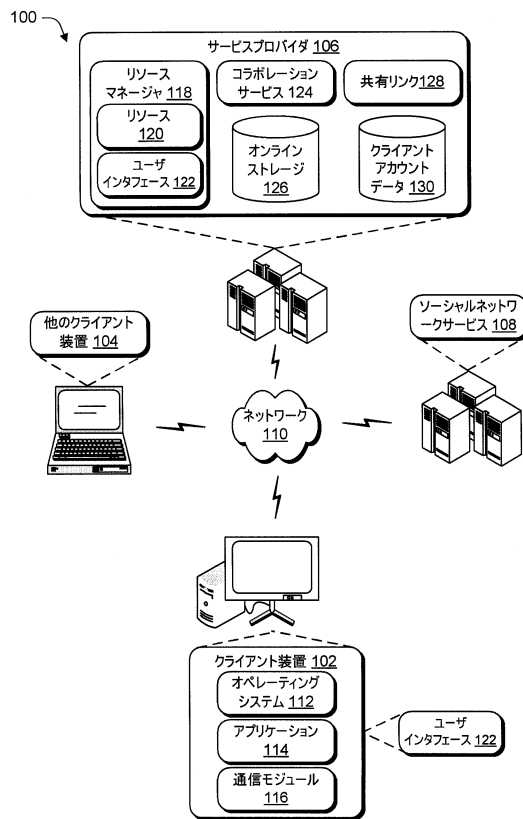 100
サービスプロバイダ 106
リソース
マネージャ 118
リソース
120
ユーザ
インタフェース 122
コラボレーション
サービス 124
共有リンク 128
オンライン
ストレージ
126
クライアント
アカウント
データ 130
他のクライアント
装置 104
ソーシャルネットワ
ークサービス 108
ネットワーク
110
クライアント装置 102
オペレーティング
システム 112
アプリケーション
114
通信モジュール
116
ユーザ
インタフェース 122